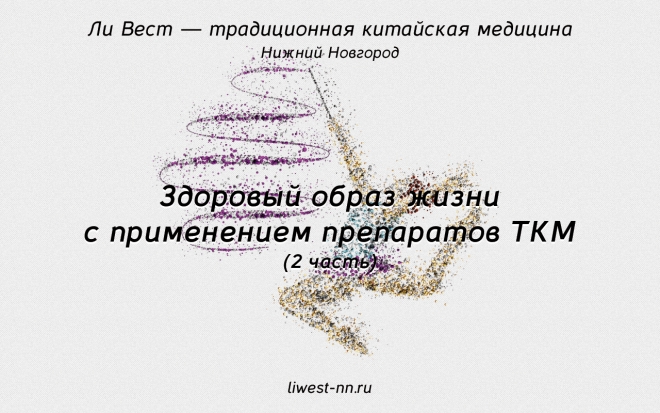 Ли Вест — традиционная китайская медицина
Нижний Новгород
Здоровый образ жизни
с применением препаратов ТКМ
(2 часть)
liwest-nn.ru